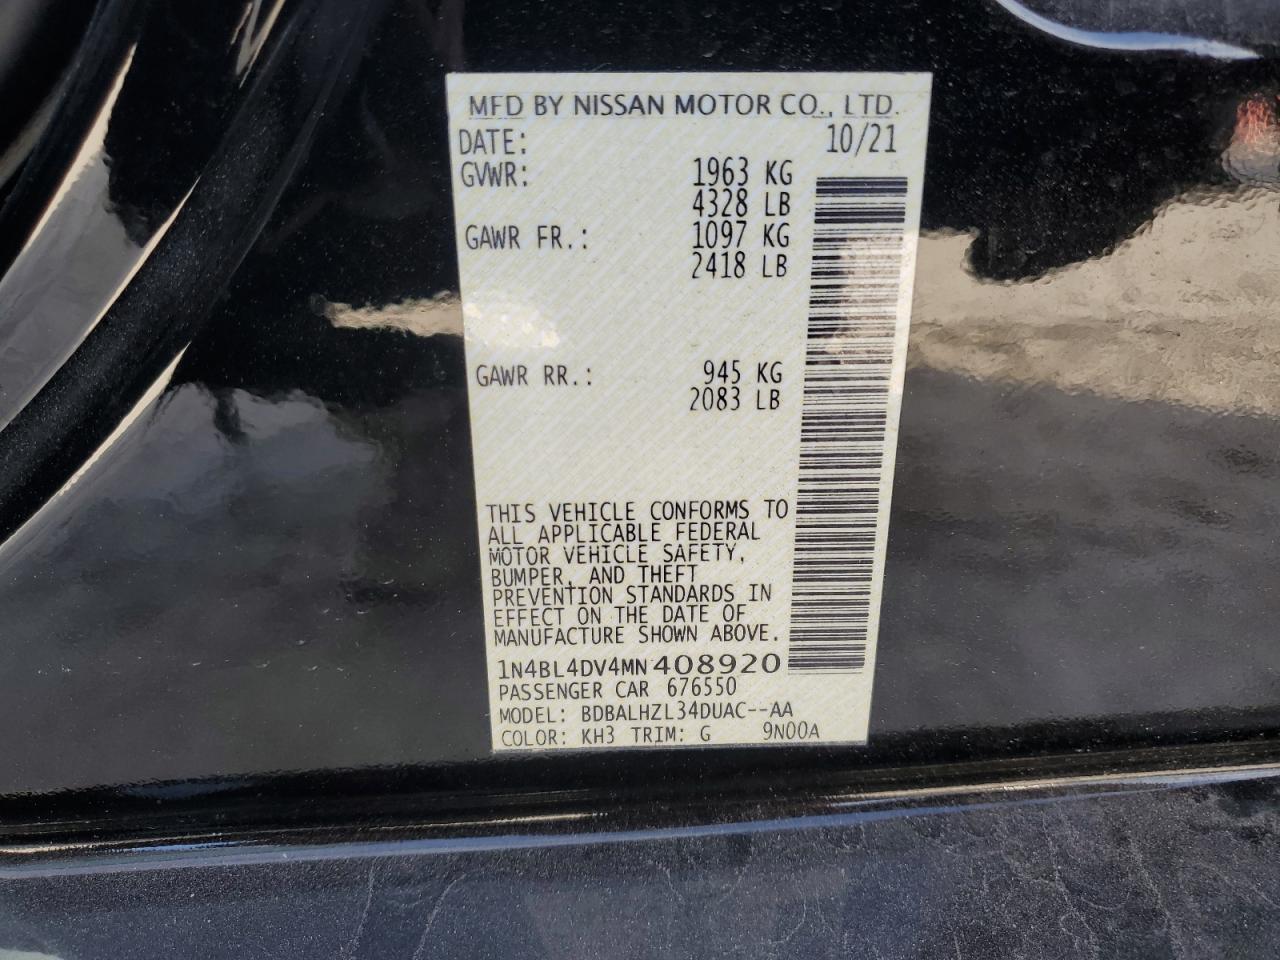 MFD BY NISSAN MOTOR CO., LTD.
DATE: 10/21
GVWR: 1963 KG
4328 LB
GAWR FR.: 1097 KG
2418 LB
GAWR RR.: 945 KG
2083 LB
THIS VEHICLE CONFORMS TO
ALL APPLICABLE FEDERAL
MOTOR VEHICLE SAFETY,
BUMPER, AND THEFT
PREVENTION STANDARDS IN
EFFECT ON THE DATE OF
MANUFACTURE SHOWN ABOVE.
1N4BL4DV4MN408920
PASSENGER CAR 676550
MODEL: BDBALHZL34DUAC--AA
COLOR: KH3 TRIM: G 9N00A